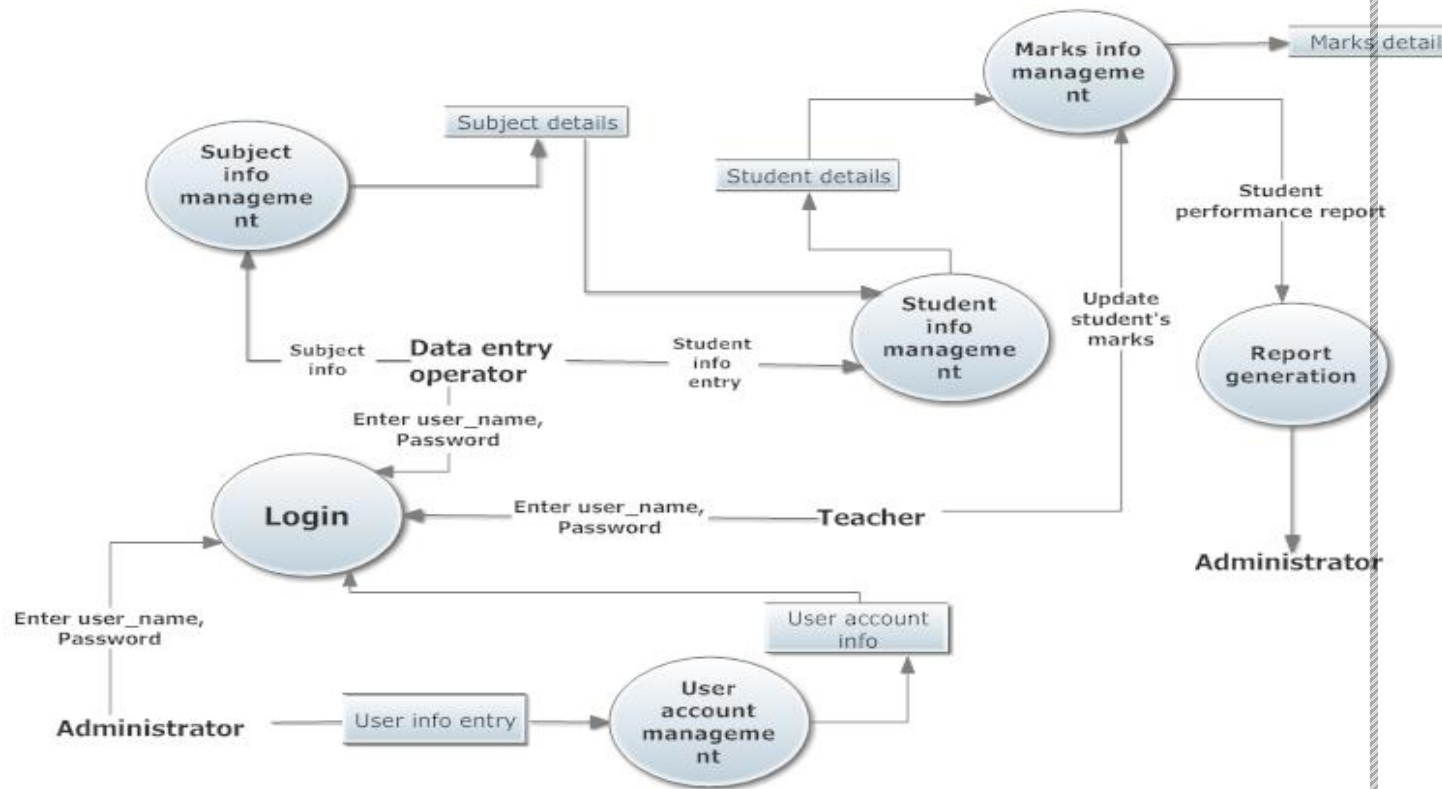 Marks info
manageme
nt
Marks detail
Subject details
Subject
info
manageme
nt
Student details
Student
performance report
Student
info
manageme
nt
Update
student's
marks
Subject
info
Data entry
operator
Student
info
entry
Report
generation
Enter user_name,
Password
Login
Enter user_name,
Password
Teacher
Administrator
Enter user_name,
Password
User account
info
Administrator
User info entry
User
account
manageme
nt